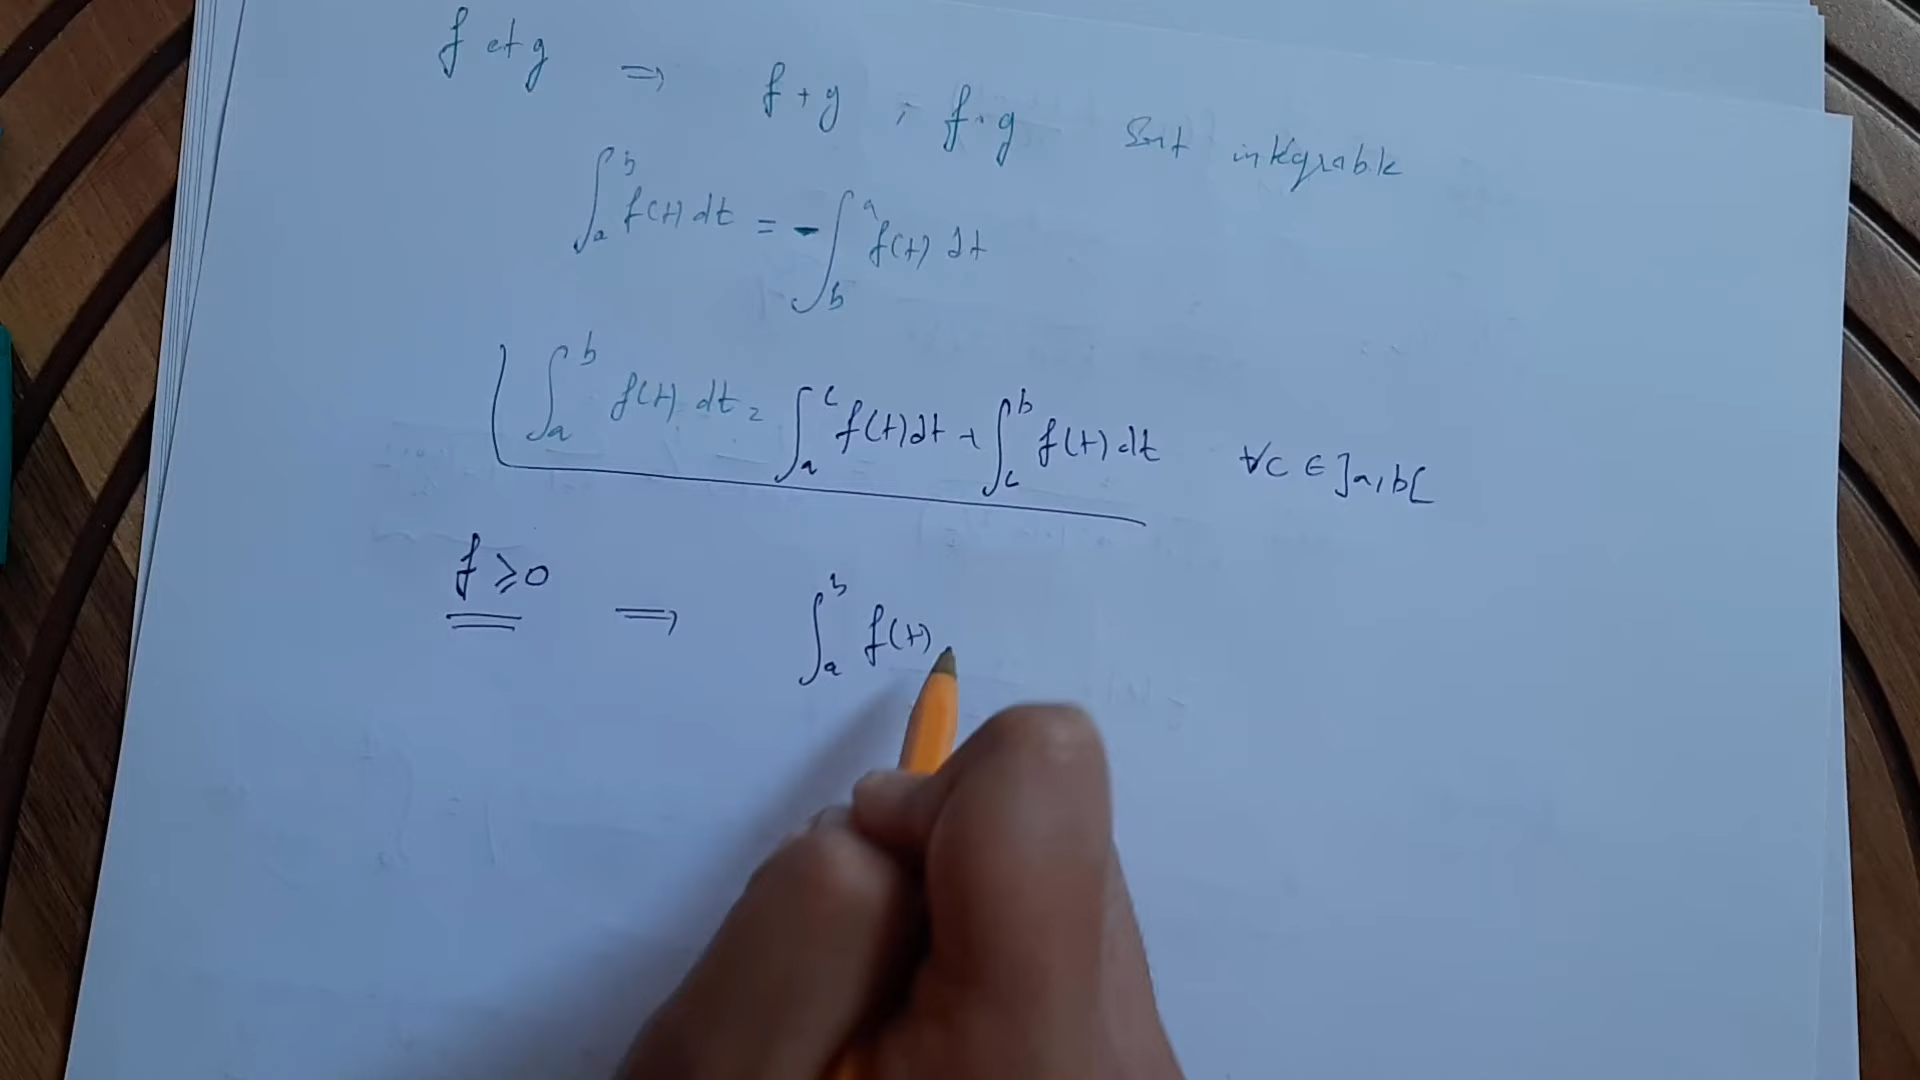 f et g ⇒ f + g , f · g sont intégrable
∫_a^b f(t) dt = - ∫_b^a f(t) dt
∫_a^b f(t) dt = ∫_a^c f(t) dt + ∫_c^b f(t) dt ∀c ∈ ]a, b[
f ⩾ 0 ⇒ ∫_a^b f(t)